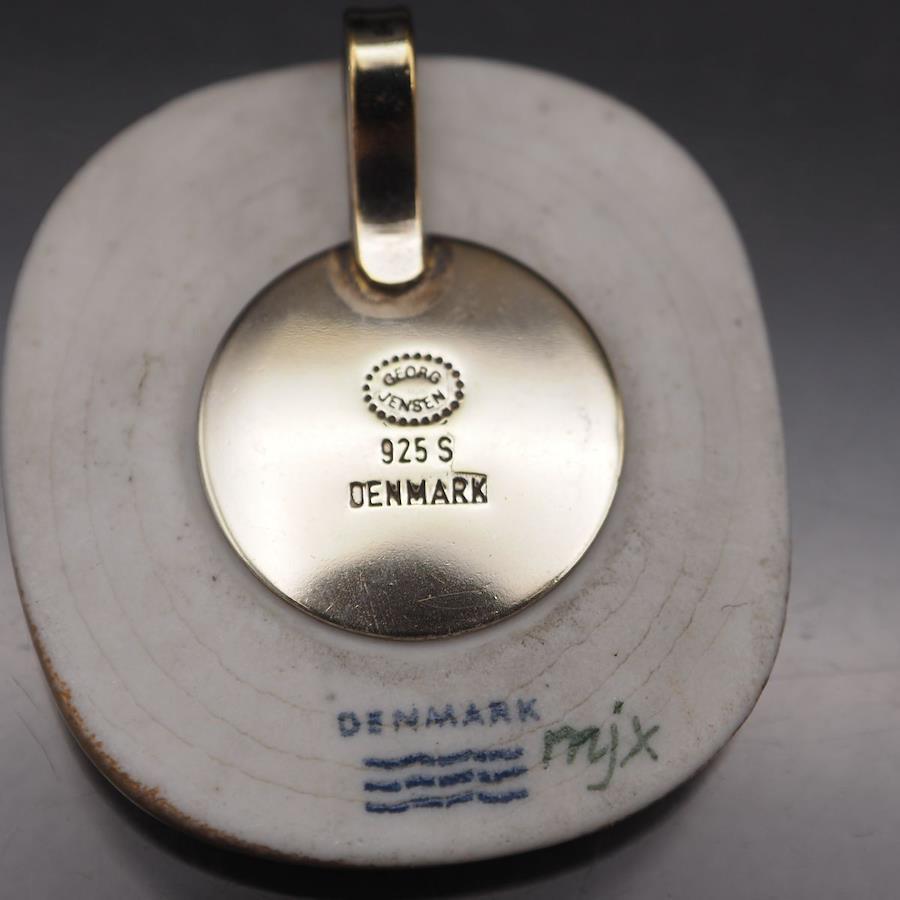 GEORG
JENSEN
925 S
DENMARK
DENMARK
mjx